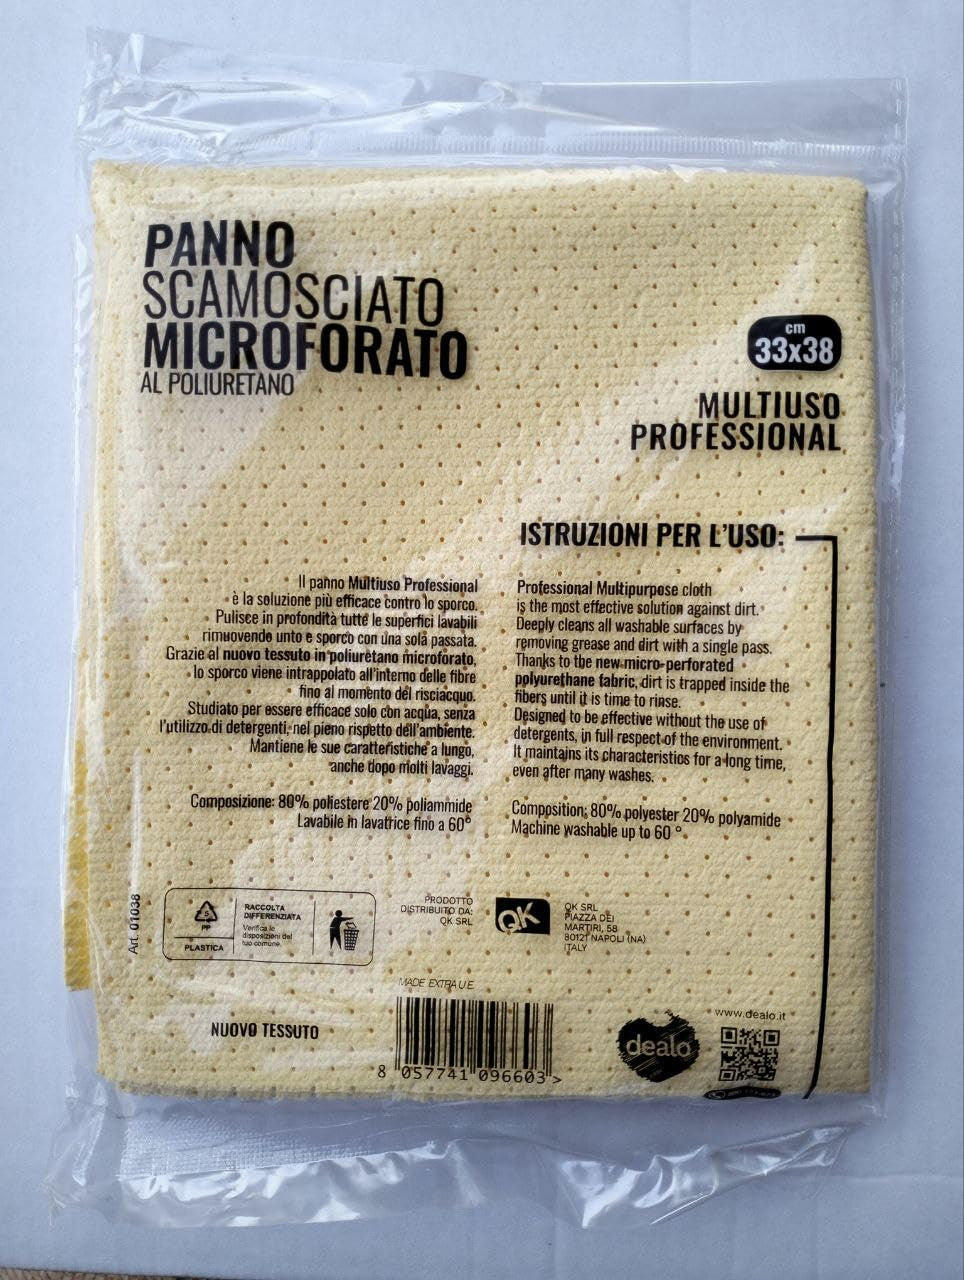 PANNO
SCAMOSCIATO
MICROFORATO
AL POLIURETANO
cm
33x38
MULTIUSO
PROFESSIONAL
ISTRUZIONI PER L'USO:
Il panno Multiuso Professional
è la soluzione più efficace contro lo sporco.
Pulisce in profondità tutte le superfici lavabili
rimuovendo unto e sporco con una sola passata.
Grazie al nuovo tessuto in poliuretano microforato,
lo sporco viene intrappolato all'interno delle fibre
fino al momento del risciacquo.
Studiato per essere efficace solo con acqua, senza
l'utilizzo di detergenti, nel pieno rispetto dell'ambiente.
Mantiene le sue caratteristiche a lungo,
anche dopo molti lavaggi.
Composizione: 80% poliestere 20% poliammide
Lavabile in lavatrice fino a 60°
Professional Multipurpose cloth
is the most effective solution against dirt.
Deeply cleans all washable surfaces by
removing grease and dirt with a single pass.
Thanks to tbe new micro-perforated
polyurethane fabric, dirt is trapped inside the
fibers until it is time to rinse.
Designed to be effective without the use of
detergents, in full respect of the environment.
It maintains its characteristics for a long time,
even after many washes.
Composition: 80% polyester 20% polyamide
Machine washable up to 60 °
Art. 01038
5
PP
PLASTICA
RACCOLTA
DIFFERENZIATA
Verifica le
disposizioni del
tuo comune
PRODOTTO
DISTRIBUITO DA:
QK SRL
QK
QK SRL
PIAZZA DEI
MARTIRI, 58
80121 NAPOLI (NA)
ITALY
MADE EXTRA U.E.
NUOVO TESSUTO
8 057741 096603 >
dealo
www.dealo.it